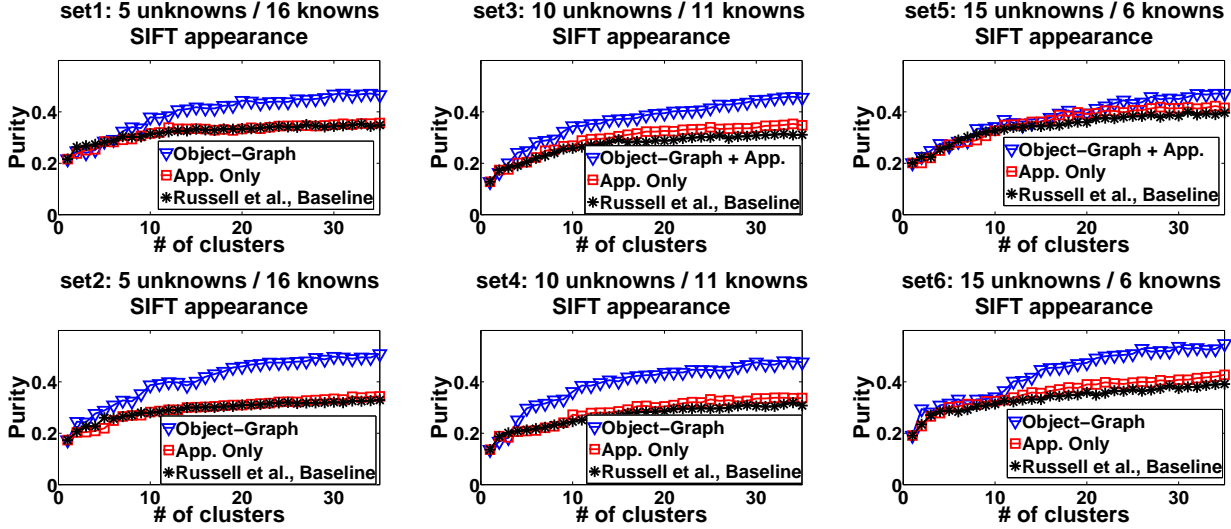 set1: 5 unknowns / 16 knowns
SIFT appearance
Purity
0.4
0.2
0
0 10 20 30
# of clusters
Object-Graph
App. Only
Russell et al., Baseline
set3: 10 unknowns / 11 knowns
SIFT appearance
Purity
0.4
0.2
0
0 10 20 30
# of clusters
Object-Graph + App.
App. Only
Russell et al., Baseline
set5: 15 unknowns / 6 knowns
SIFT appearance
Purity
0.4
0.2
0
0 10 20 30
# of clusters
Object-Graph + App.
App. Only
Russell et al., Baseline
set2: 5 unknowns / 16 knowns
SIFT appearance
Purity
0.4
0.2
0
0 10 20 30
# of clusters
Object-Graph
App. Only
Russell et al., Baseline
set4: 10 unknowns / 11 knowns
SIFT appearance
Purity
0.4
0.2
0
0 10 20 30
# of clusters
Object-Graph
App. Only
Russell et al., Baseline
set6: 15 unknowns / 6 knowns
SIFT appearance
Purity
0.4
0.2
0
0 10 20 30
# of clusters
Object-Graph
App. Only
Russell et al., Baseline